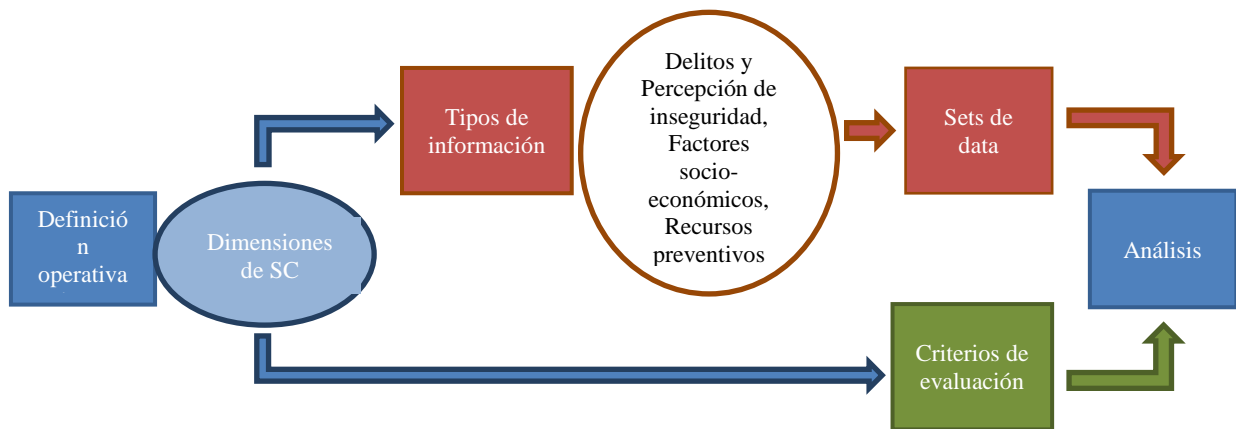 Definició
n
operativa
Dimensiones
de SC
Tipos de
información
Delitos y
Percepción de
inseguridad,
Factores
socio-
económicos,
Recursos
preventivos
Sets de
data
Criterios de
evaluación
Análisis